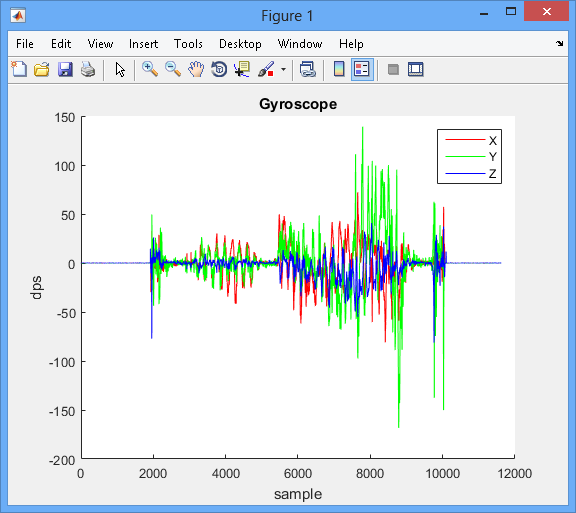 Figure 1
File Edit View Insert Tools Desktop Window Help
Gyroscope
X
Y
Z
150
100
50
0
-50
-100
-150
-200
dps
0 2000 4000 6000 8000 10000 12000
sample